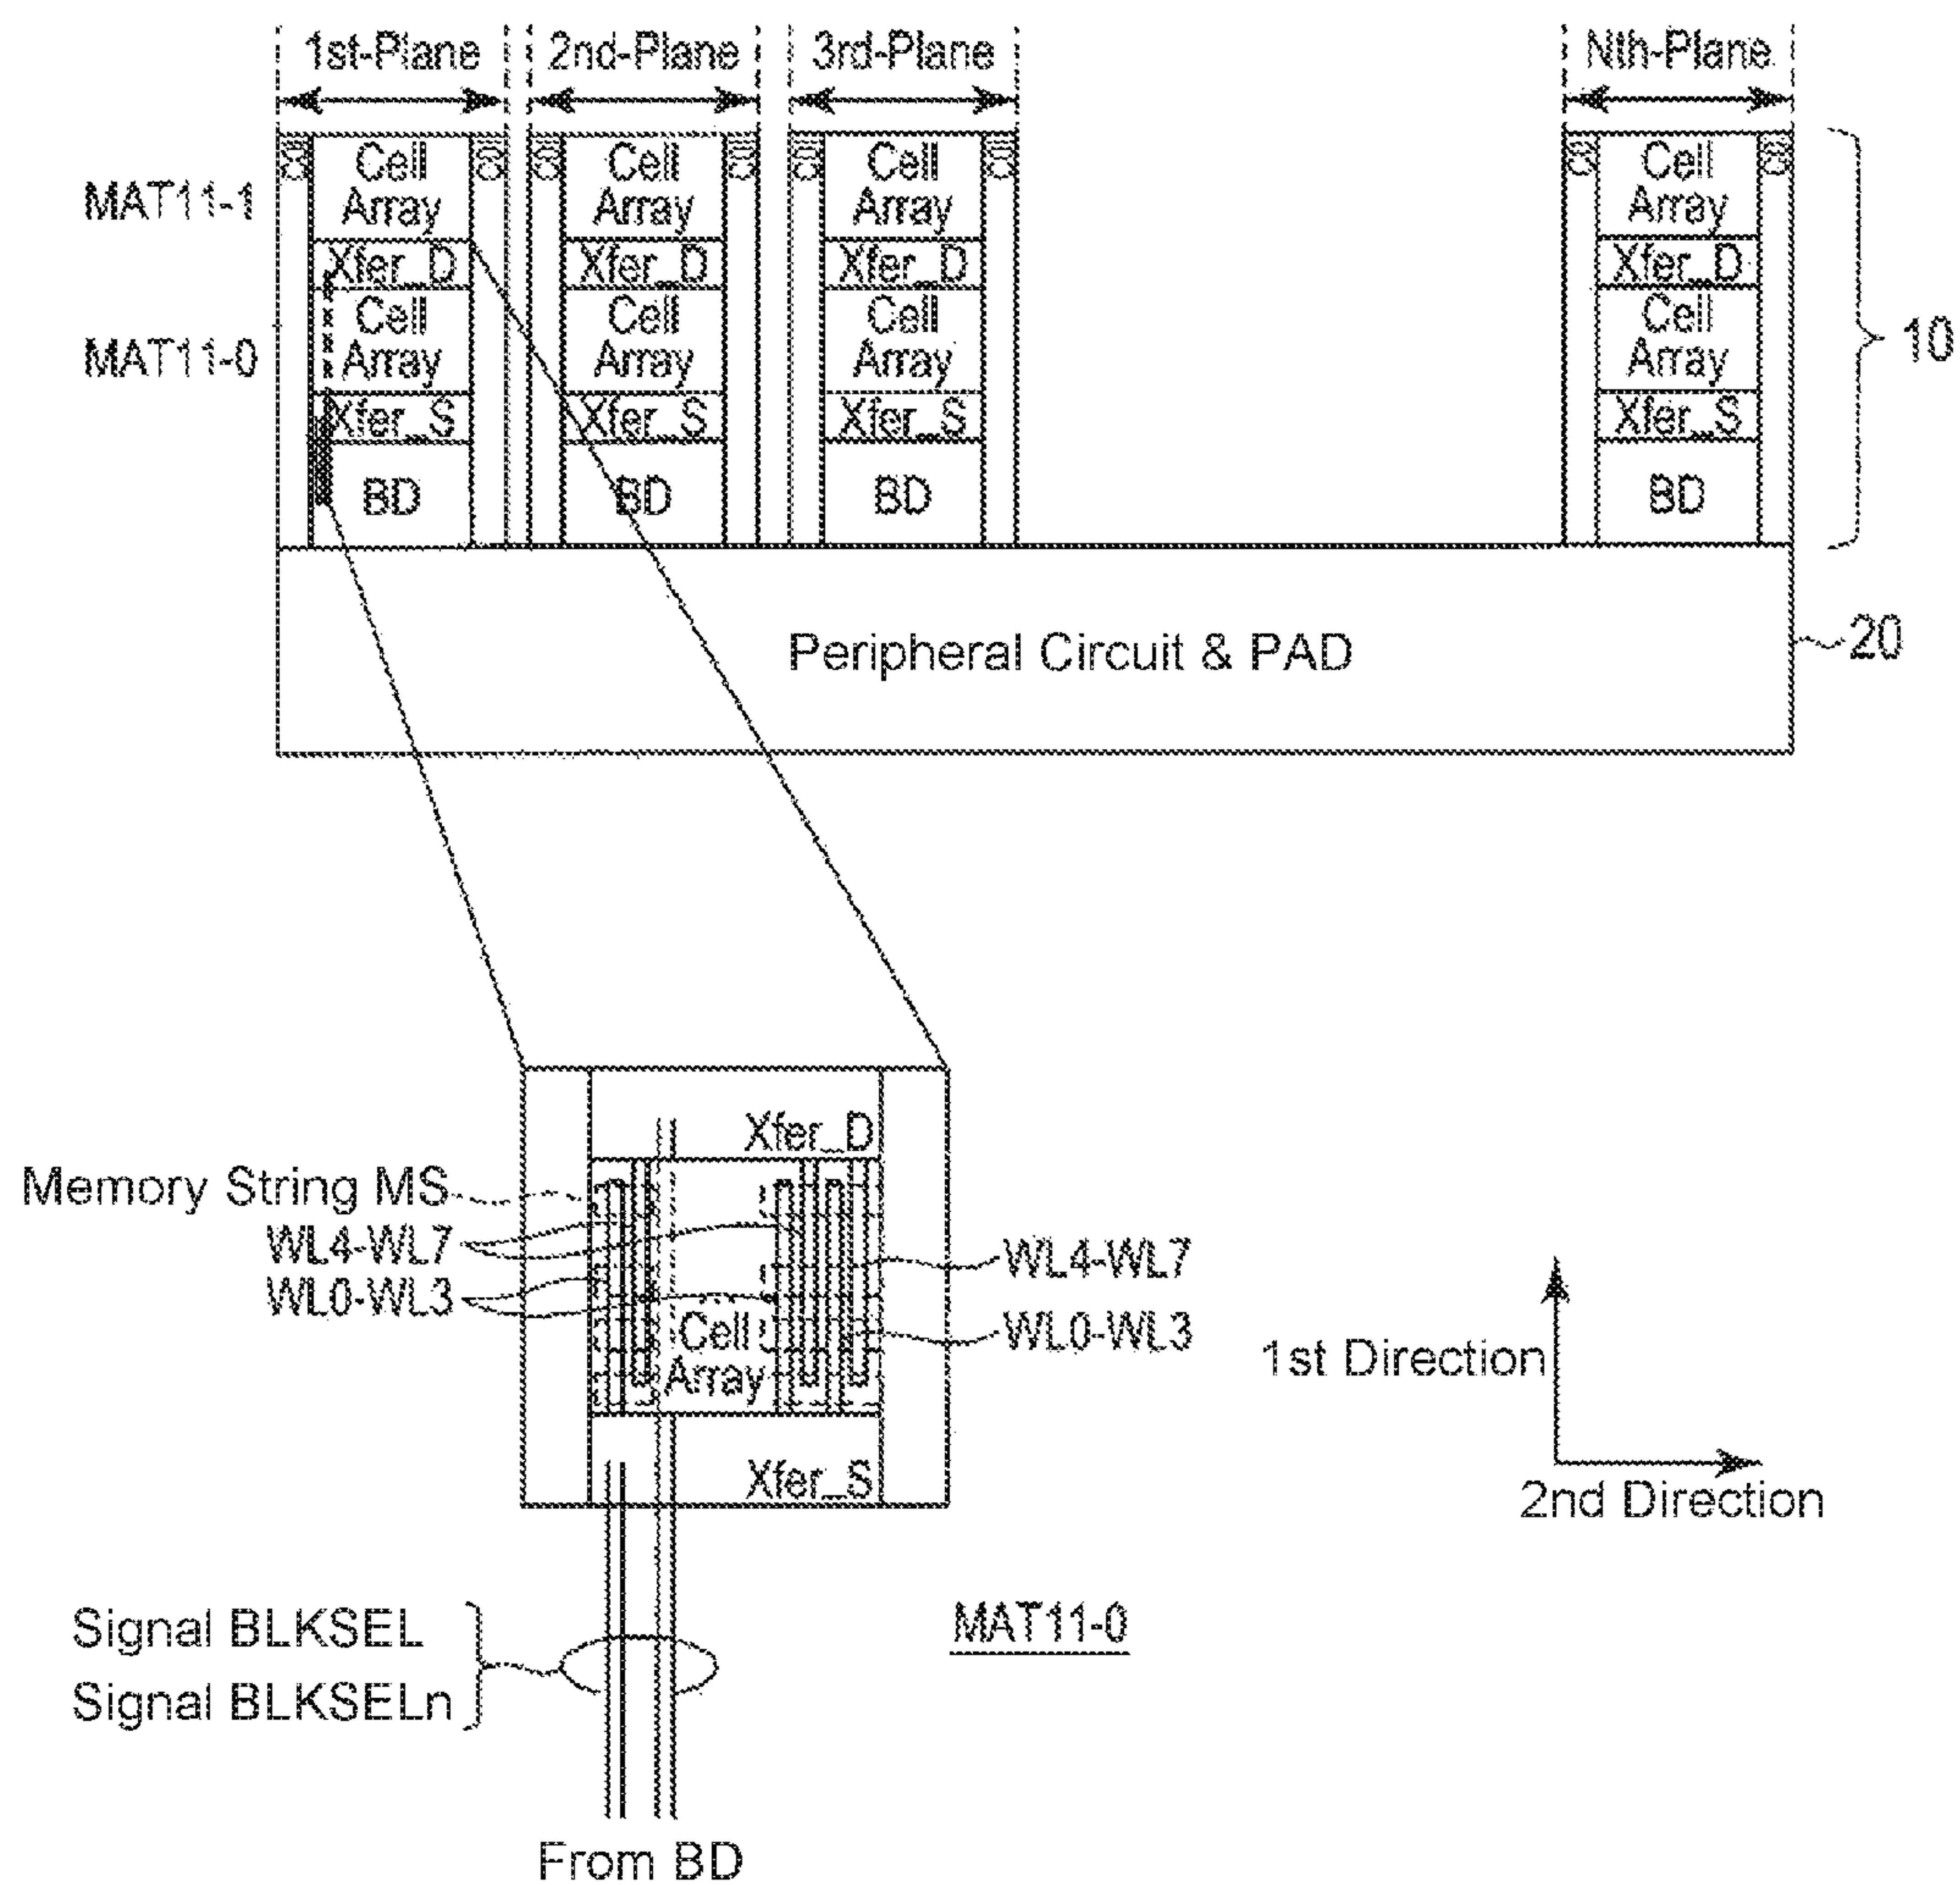 1st-Plane 2nd-Plane 3rd-Plane Nth-Plane
MAT11-1
Cell Array Cell Array Cell Array Cell Array
Xfer_D Xfer_D Xfer_D Xfer_D
MAT11-0
Cell Array Cell Array Cell Array Cell Array
10
Xfer_S Xfer_S Xfer_S Xfer_S
BD BD BD BD
Peripheral Circuit & PAD
20
Xfer_D
Memory String MS
WL4-WL7
WL0-WL3
WL4-WL7
WL0-WL3
Cell
Array
Xfer_S
1st Direction
2nd Direction
Signal BLKSEL
Signal BLKSELn
MAT11-0
From BD